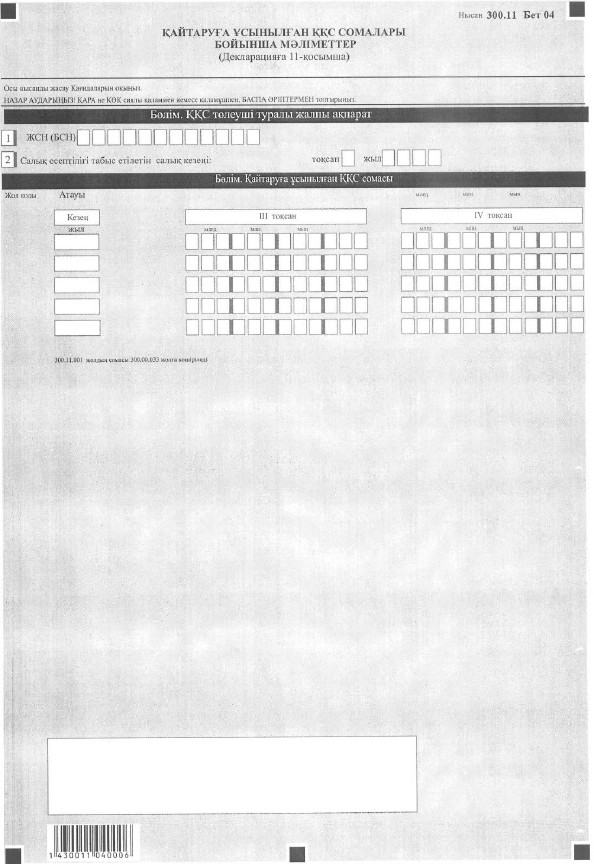 Нысан 300.11 Бет 04
ҚАЙТАРУҒА ҰСЫНЫЛҒАН ҚҚС СОМАЛАРЫ
БОЙЫНША МӘЛІМЕТТЕР
(Декларацияға 11-қосымша)
Осы нысанды жасау Қағидаларын оқыңыз.
НАЗАР АУДАРЫҢЫЗ! ҚАРА не КӨК сиялы қаламмен немесе қаламұшпен, БАСПА ӘРІПТЕРМЕН толтырыңыз.
Бөлім. ҚҚС төлеуші туралы жалпы ақпарат
1 ЖСН (БСН)
2 Салық есептілігі табыс етілетін салық кезеңі: тоқсан жыл
Бөлім. Қайтаруға ұсынылған ҚҚС сомасы
Жол коды Атауы млрд. млн. мың.
Кезең III тоқсан IV тоқсан
жыл млрд. млн. мың. млрд. млн. мың.
300.11.001 жолдың сомасы 300.00.033 жолға көшіріледі
1430011040006